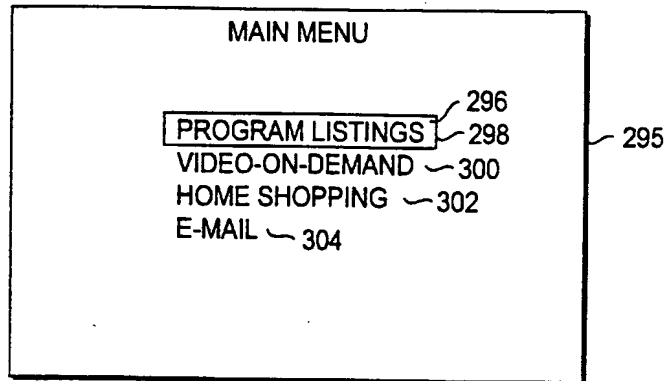 MAIN MENU
296
PROGRAM LISTINGS 298 295
VIDEO-ON-DEMAND 300
HOME SHOPPING 302
E-MAIL 304